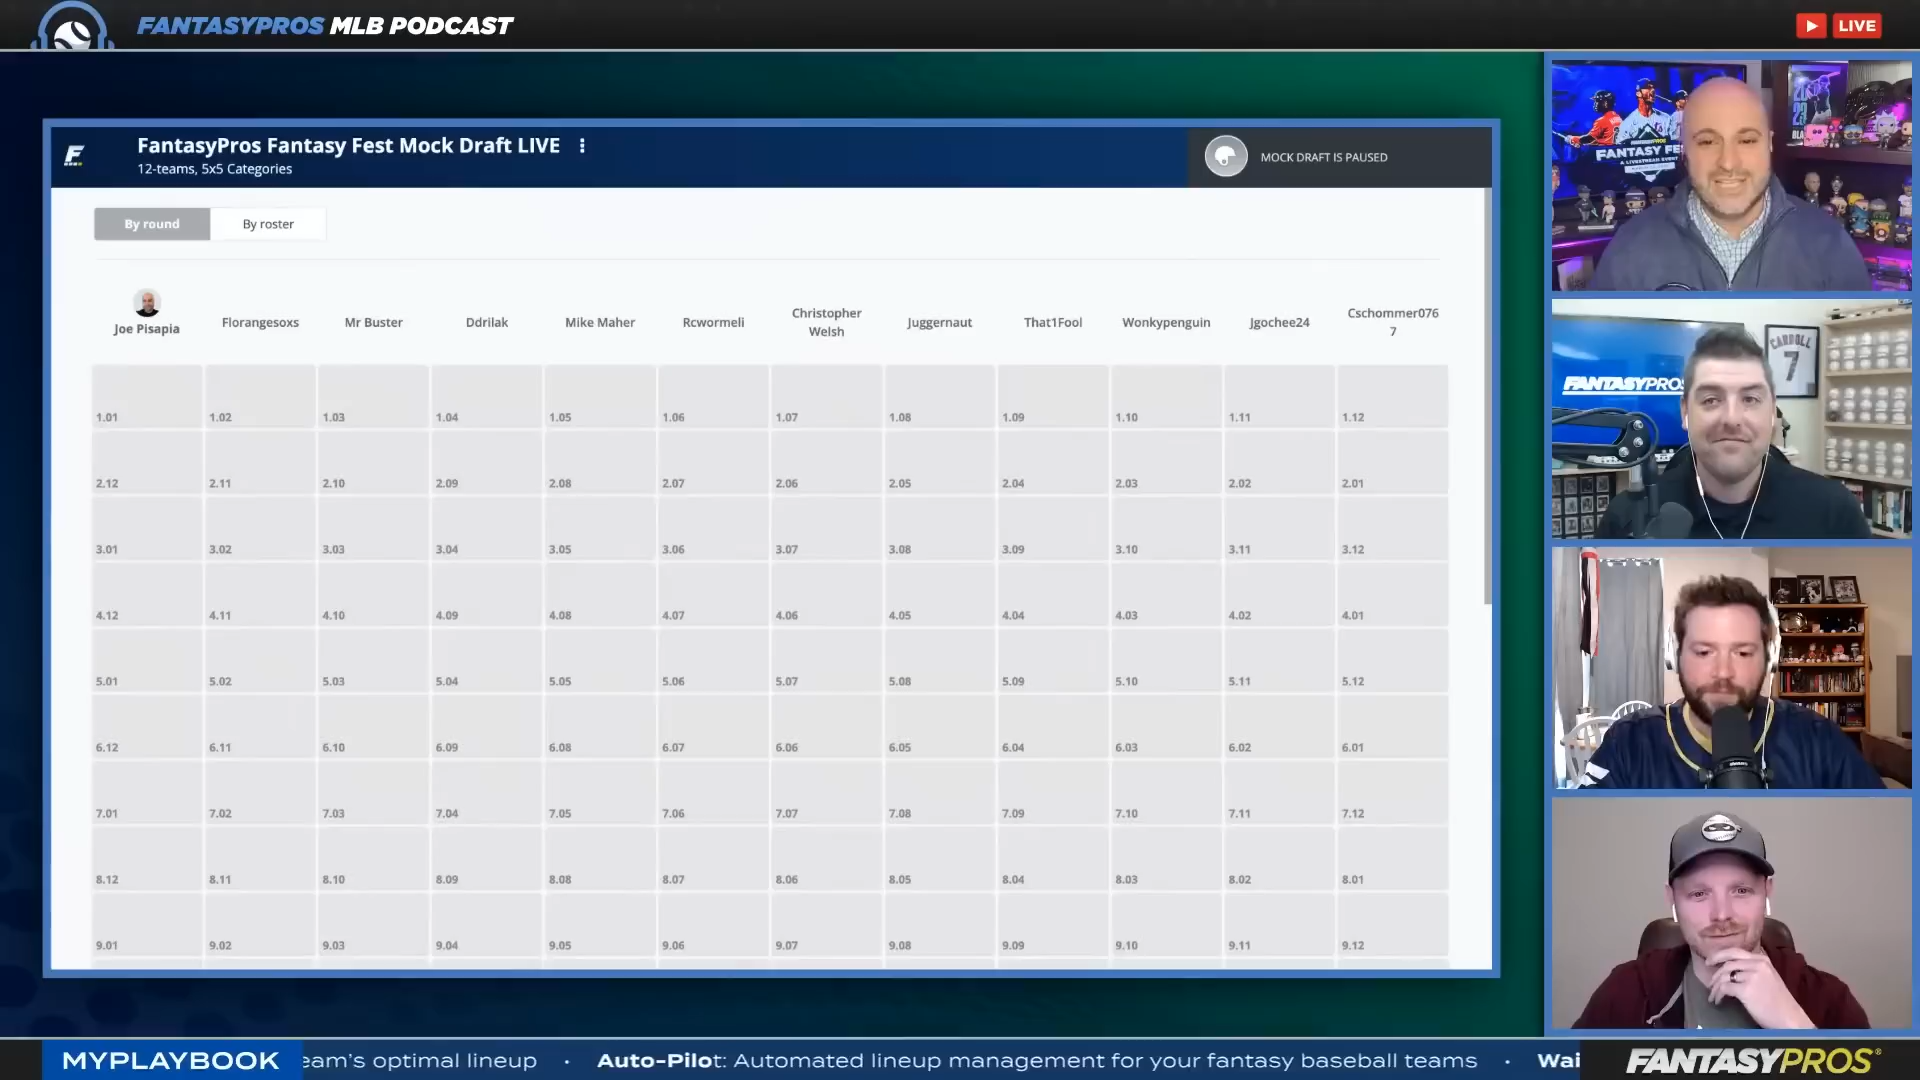 FANTASYPROS MLB PODCAST
LIVE
FantasyPros Fantasy Fest Mock Draft LIVE
12-teams, 5x5 Categories
MOCK DRAFT IS PAUSED
By round By roster
Joe Pisapia Florangesoxs Mr Buster Ddrilak Mike Maher Rcwormeli Christopher Welsh Juggernaut That1Fool Wonkypenguin Jgochee24 Cschommer0767
1.01 1.02 1.03 1.04 1.05 1.06 1.07 1.08 1.09 1.10 1.11 1.12
2.12 2.11 2.10 2.09 2.08 2.07 2.06 2.05 2.04 2.03 2.02 2.01
3.01 3.02 3.03 3.04 3.05 3.06 3.07 3.08 3.09 3.10 3.11 3.12
4.12 4.11 4.10 4.09 4.08 4.07 4.06 4.05 4.04 4.03 4.02 4.01
5.01 5.02 5.03 5.04 5.05 5.06 5.07 5.08 5.09 5.10 5.11 5.12
6.12 6.11 6.10 6.09 6.08 6.07 6.06 6.05 6.04 6.03 6.02 6.01
7.01 7.02 7.03 7.04 7.05 7.06 7.07 7.08 7.09 7.10 7.11 7.12
8.12 8.11 8.10 8.09 8.08 8.07 8.06 8.05 8.04 8.03 8.02 8.01
9.01 9.02 9.03 9.04 9.05 9.06 9.07 9.08 9.09 9.10 9.11 9.12
FANTASY FE
A LIVESTREAM EVENT
CARROLL
7
FANTASYPROS
MYPLAYBOOK eam's optimal lineup · Auto-Pilot: Automated lineup management for your fantasy baseball teams · Wai
FANTASYPROS